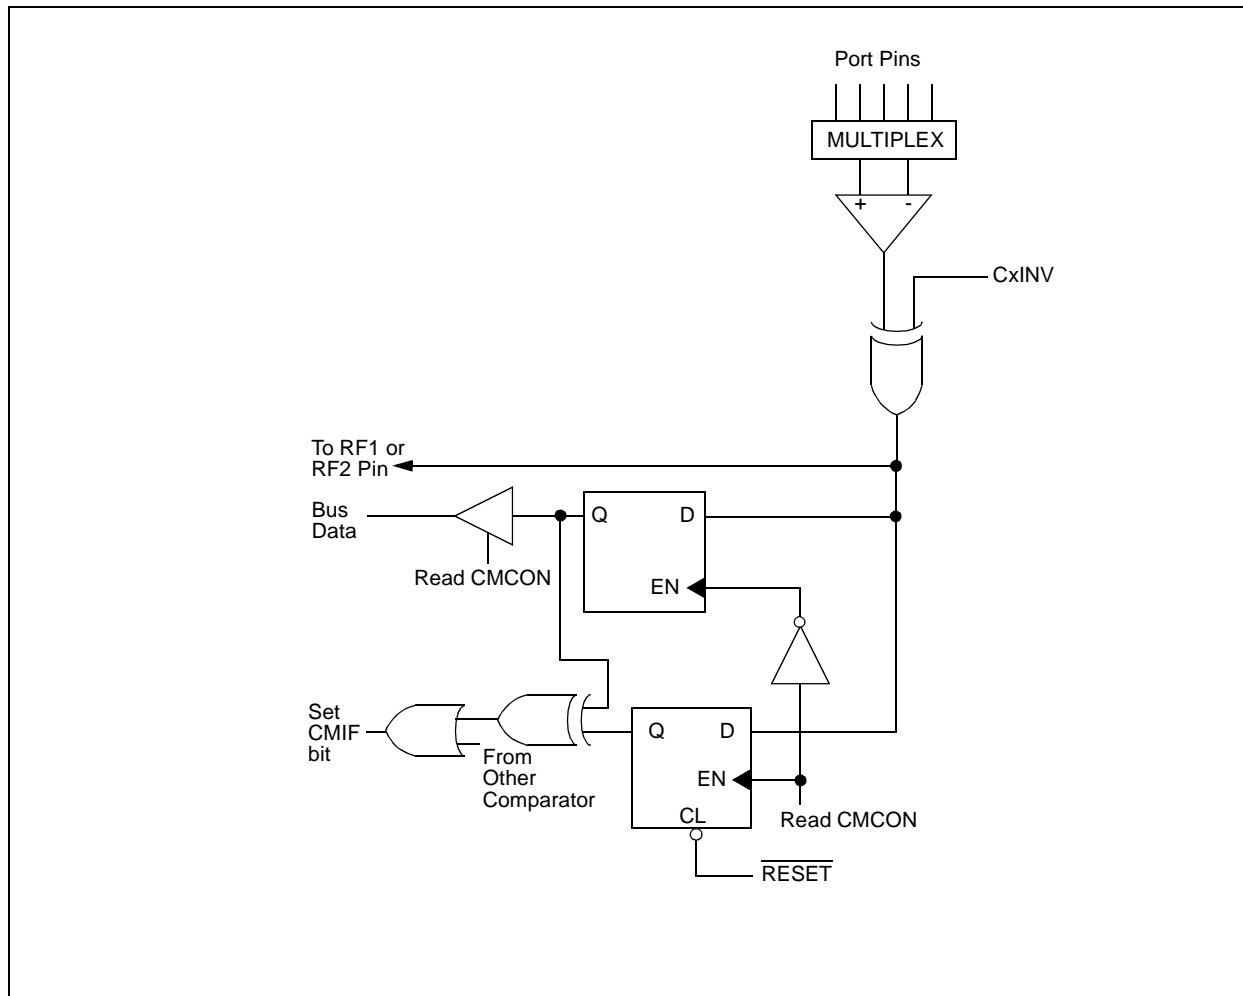 Port Pins
MULTIPLEX
+ -
CxINV
To RF1 or
RF2 Pin
Bus
Data
Q D
EN
Read CMCON
Set
CMIF
bit
From
Other
Comparator
Q D
EN
CL
Read CMCON
RESET